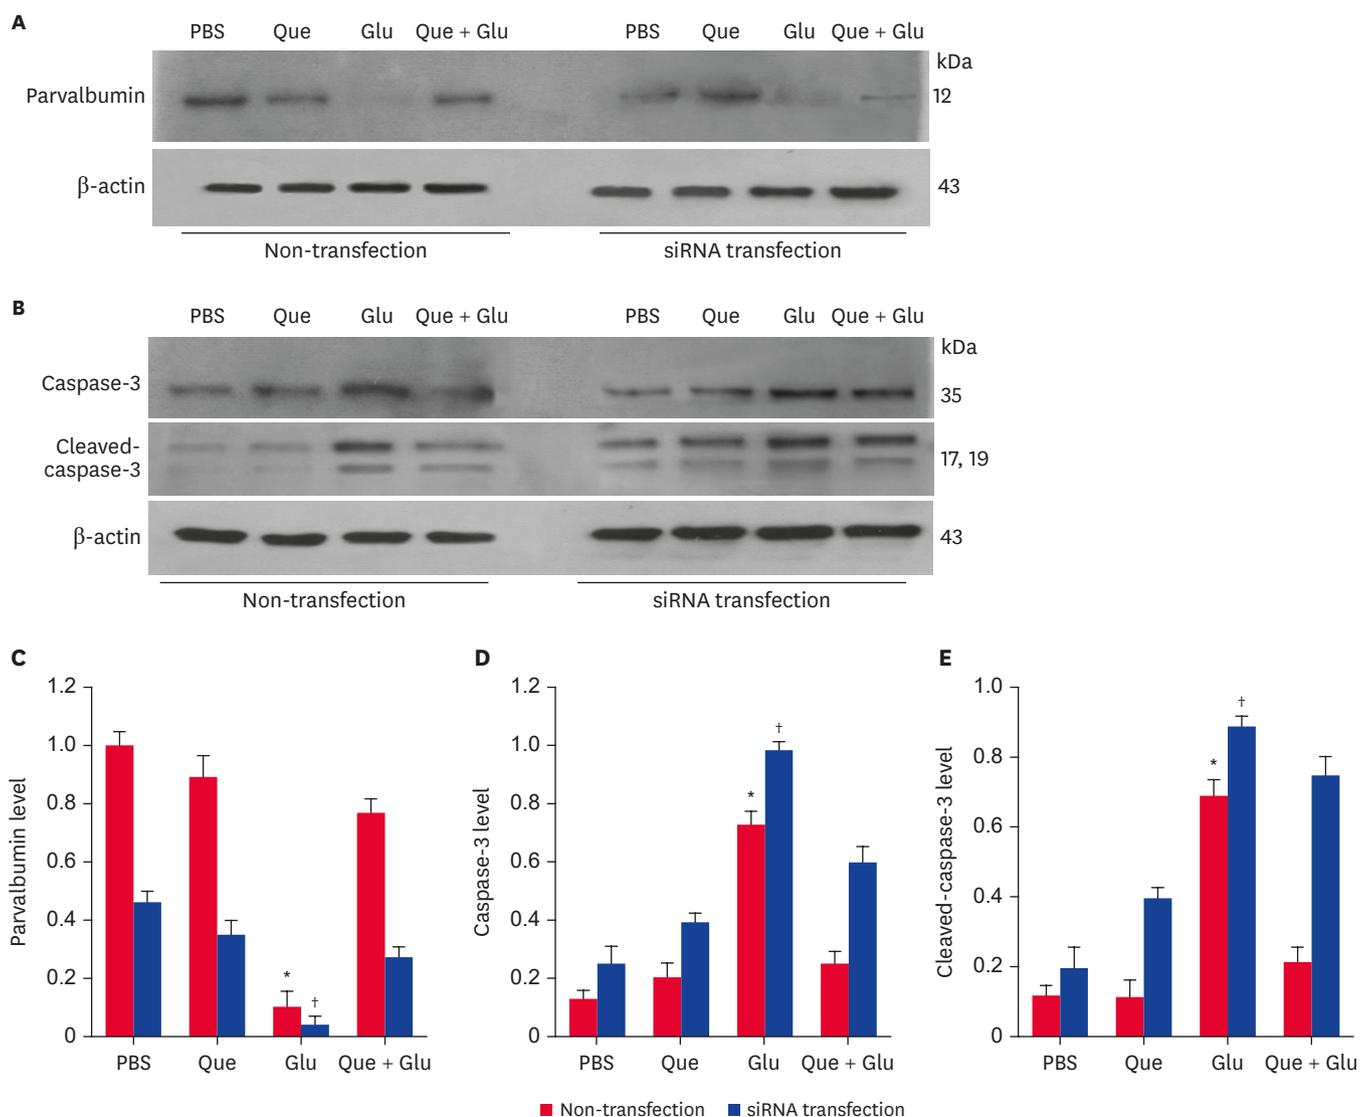 A
PBS Que Glu Que + Glu PBS Que Glu Que + Glu
kDa
Parvalbumin 12
β-actin 43
Non-transfection siRNA transfection
B
PBS Que Glu Que + Glu PBS Que Glu Que + Glu
kDa
Caspase-3 35
Cleaved-
caspase-3 17, 19
β-actin 43
Non-transfection siRNA transfection
C
Parvalbumin level
1.2
1.0
0.8
0.6
0.4
0.2
0
* †
PBS Que Glu Que + Glu
D
Caspase-3 level
1.2
1.0
0.8
0.6
0.4
0.2
0
* †
PBS Que Glu Que + Glu
E
Cleaved-caspase-3 level
1.0
0.8
0.6
0.4
0.2
0
* †
PBS Que Glu Que + Glu
Non-transfection siRNA transfection